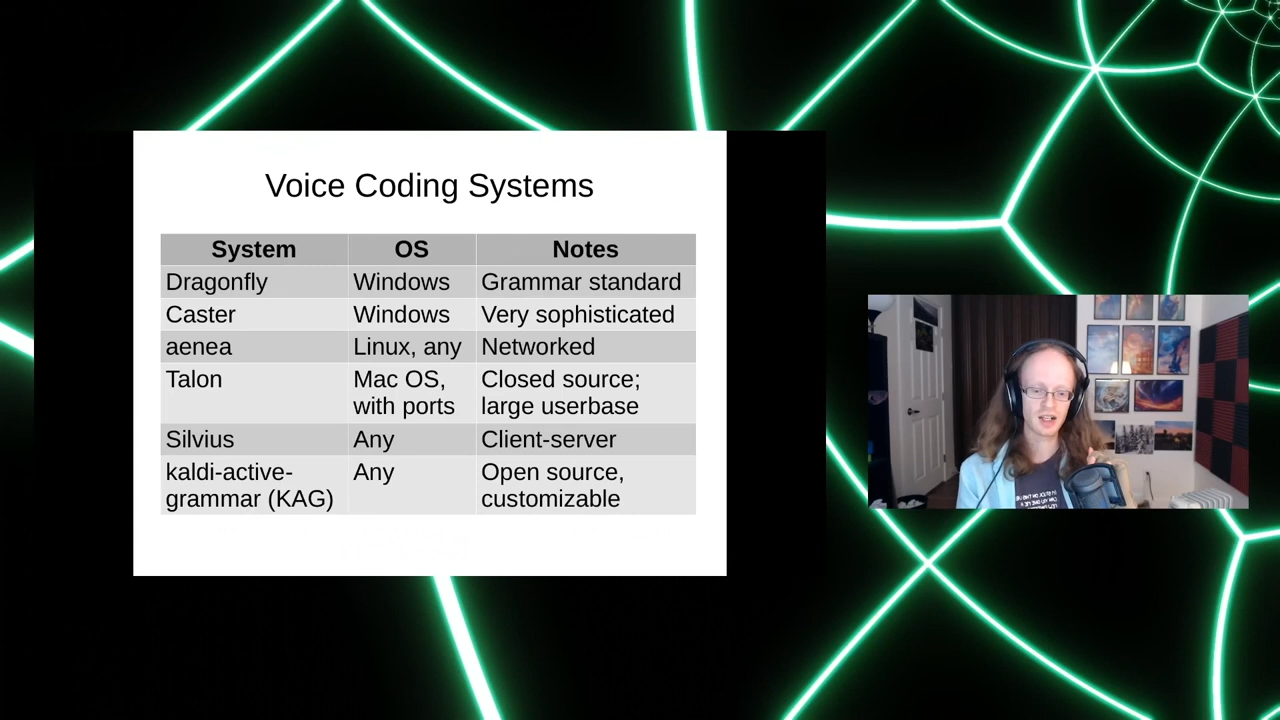 Voice Coding Systems
System OS Notes
Dragonfly Windows Grammar standard
Caster Windows Very sophisticated
aenea Linux, any Networked
Talon Mac OS, with ports Closed source; large userbase
Silvius Any Client-server
kaldi-active-grammar (KAG) Any Open source, customizable